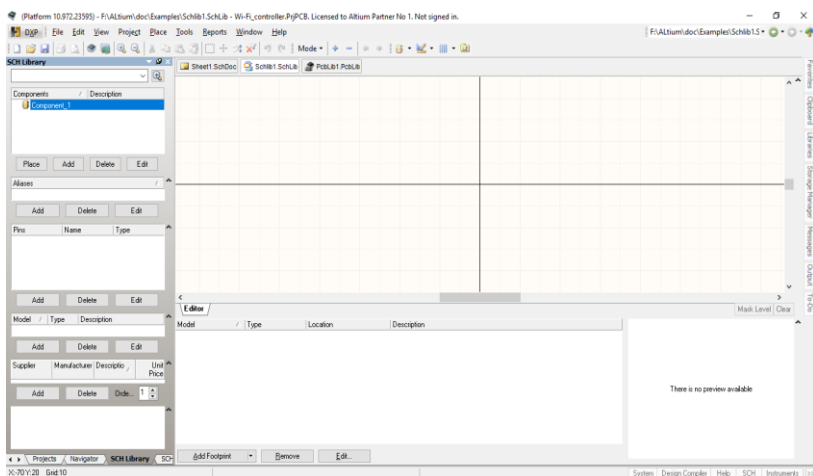 (Platform 10.972.23595) - F:\ALtium\doc\Examples\Schlib1.SchLib - Wi-Fi_controller.PrjPCB. Licensed to Altium Partner No 1. Not signed in.
DXP File Edit View Project Place Tools Reports Window Help F:\ALtium\doc\Examples\Schlib1.S
Mode
SCH Library
Sheet1.SchDoc Schlib1.SchLib PcbLib1.PcbLib
Components / Description
Component_1
Place Add Delete Edit
Aliases /
Add Delete Edit
Pins Name Type
Add Delete Edit
Model / Type Description
Add Delete Edit
Supplier Manufacturer Descriptio / Unit Price
Add Delete Orde... 1
Projects Navigator SCH Library SCH
X:-70 Y:20 Grid:10
Editor Mask Level Clear
Model / Type Location Description
There is no preview available
Add Footprint Remove Edit...
System Design Compiler Help SCH Instruments
Favorites
Clipboard
Libraries
Storage Manager
Messages
Output
To-Do